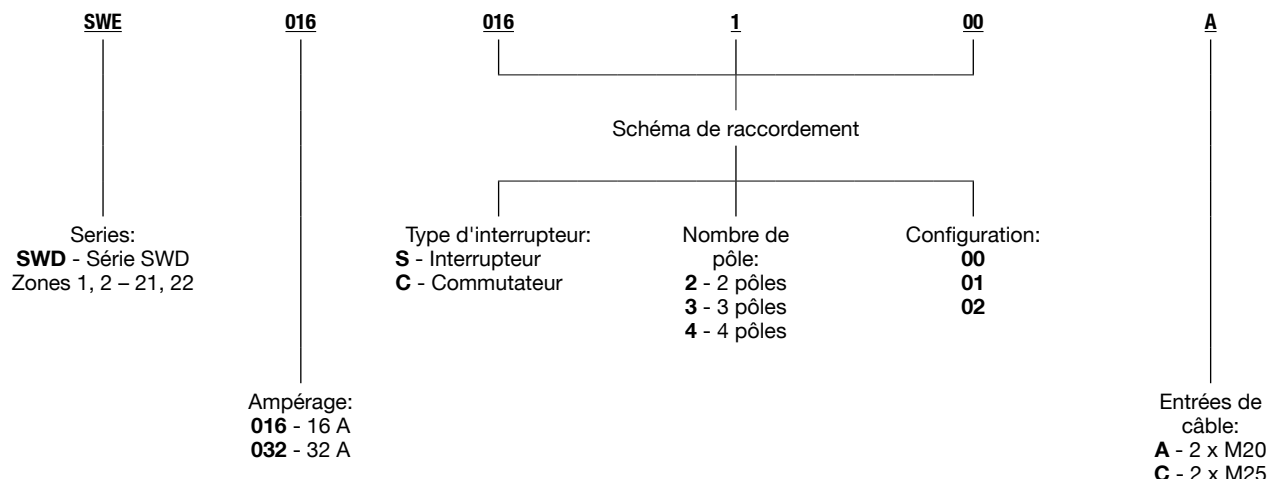 SWE 016 016 1 00 A
Schéma de raccordement
Series:
SWD - Série SWD
Zones 1, 2 – 21, 22
Type d'interrupteur:
S - Interrupteur
C - Commutateur
Nombre de
pôle:
2 - 2 pôles
3 - 3 pôles
4 - 4 pôles
Configuration:
00
01
02
Ampérage:
016 - 16 A
032 - 32 A
Entrées de
câble:
A - 2 x M20
C - 2 x M25